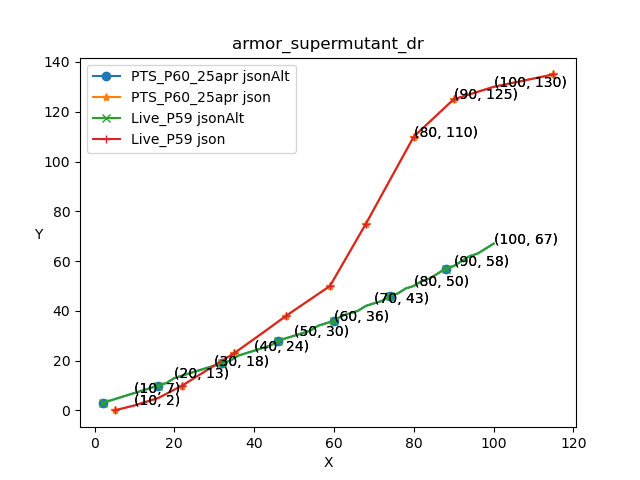 armor_supermutant_dr
140
120
100
80
60
40
20
0
Y
PTS_P60_25apr jsonAlt
PTS_P60_25apr json
Live_P59 jsonAlt
Live_P59 json
(100, 130)
(90, 125)
(80, 110)
(100, 67)
(90, 58)
(80, 50)
(70, 43)
(60, 36)
(50, 30)
(40, 24)
(30, 18)
(20, 13)
(10, 7)
(10, 2)
0 20 40 60 80 100 120
X